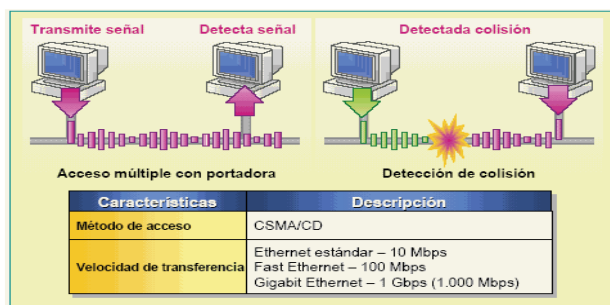 Transmite señal
Detecta señal
Detectada colisión
Acceso múltiple con portadora
Detección de colisión
Características
Descripción
Método de acceso
CSMA/CD
Velocidad de transferencia
Ethernet estándar – 10 Mbps
Fast Ethernet – 100 Mbps
Gigabit Ethernet – 1 Gbps (1.000 Mbps)